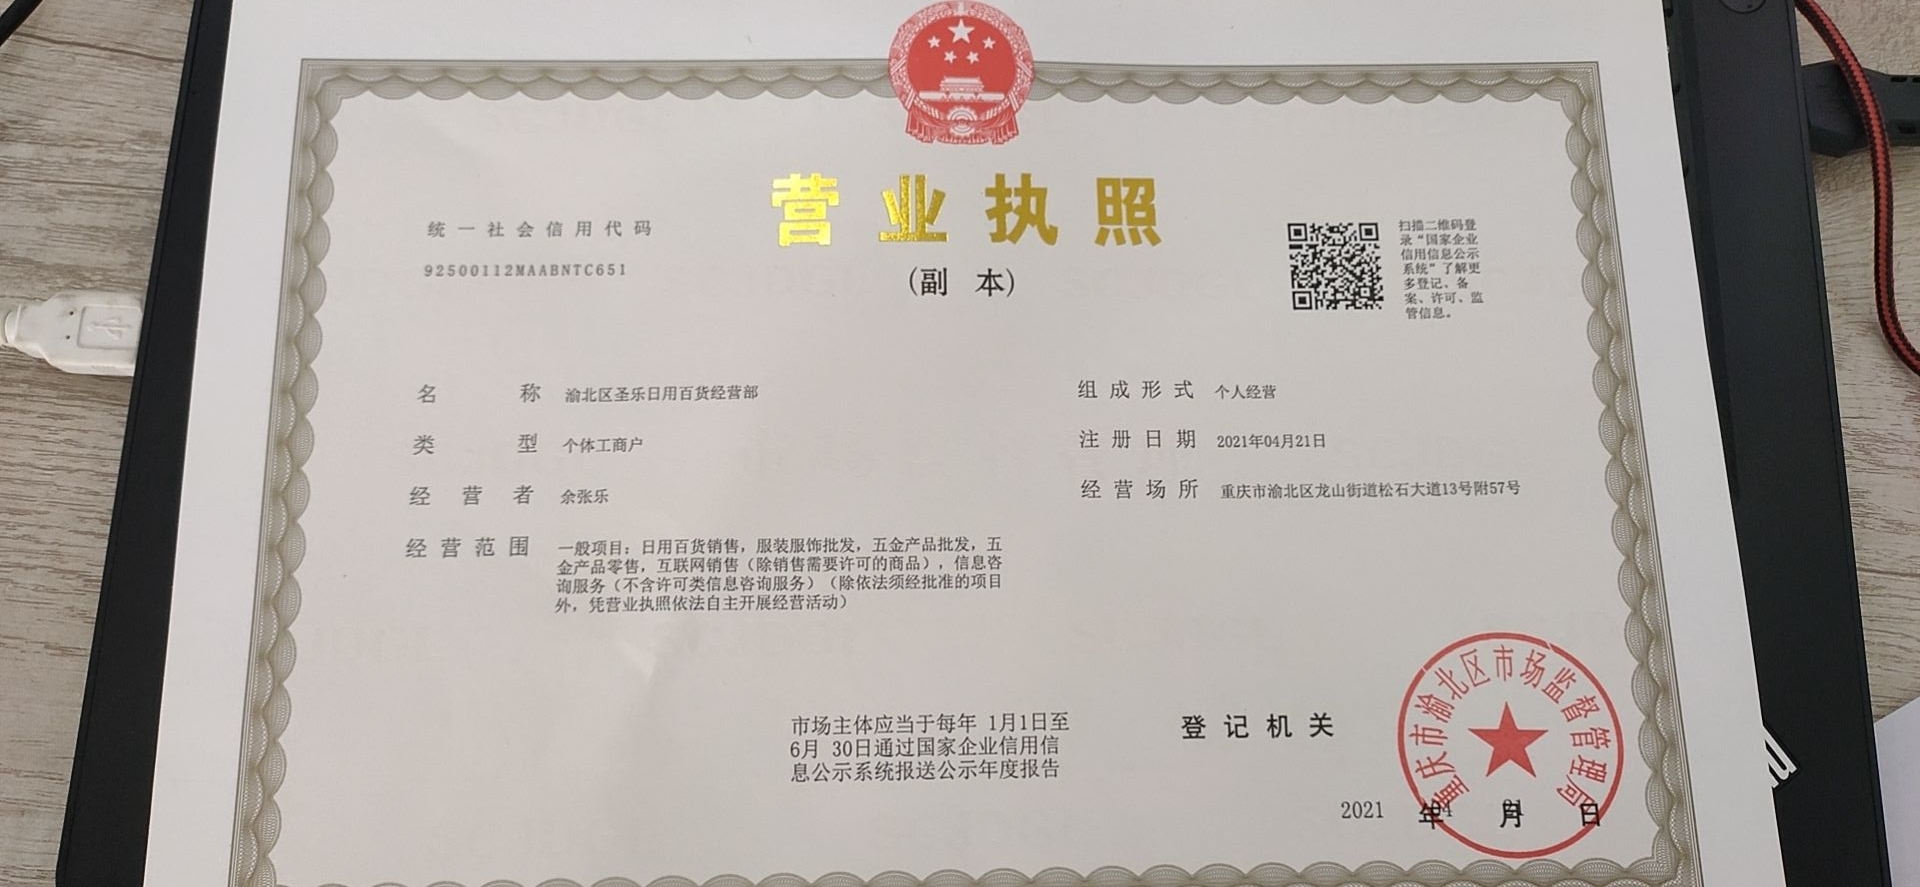 营业执照
(副 本)
统一社会信用代码
92500112MAABNTC651
扫描二维码登
录“国家企业
信用信息公示
系统”了解更
多登记、备
案、许可、监
管信息。
名 称 渝北区圣乐日用百货经营部
类 型 个体工商户
经 营 者 余张乐
经营范围 一般项目：日用百货销售，服装服饰批发，五金产品批发，五
金产品零售，互联网销售（除销售需要许可的商品），信息咨
询服务（不含许可类信息咨询服务）（除依法须经批准的项目
外，凭营业执照依法自主开展经营活动）
组成形式 个人经营
注册日期 2021年04月21日
经营场所 重庆市渝北区龙山街道松石大道13号附57号
市场主体应当于每年 1月1日至
6月 30日通过国家企业信用信
息公示系统报送公示年度报告
登记机关
重庆市渝北区市场监督管理局
2021 年 04 月 21 日